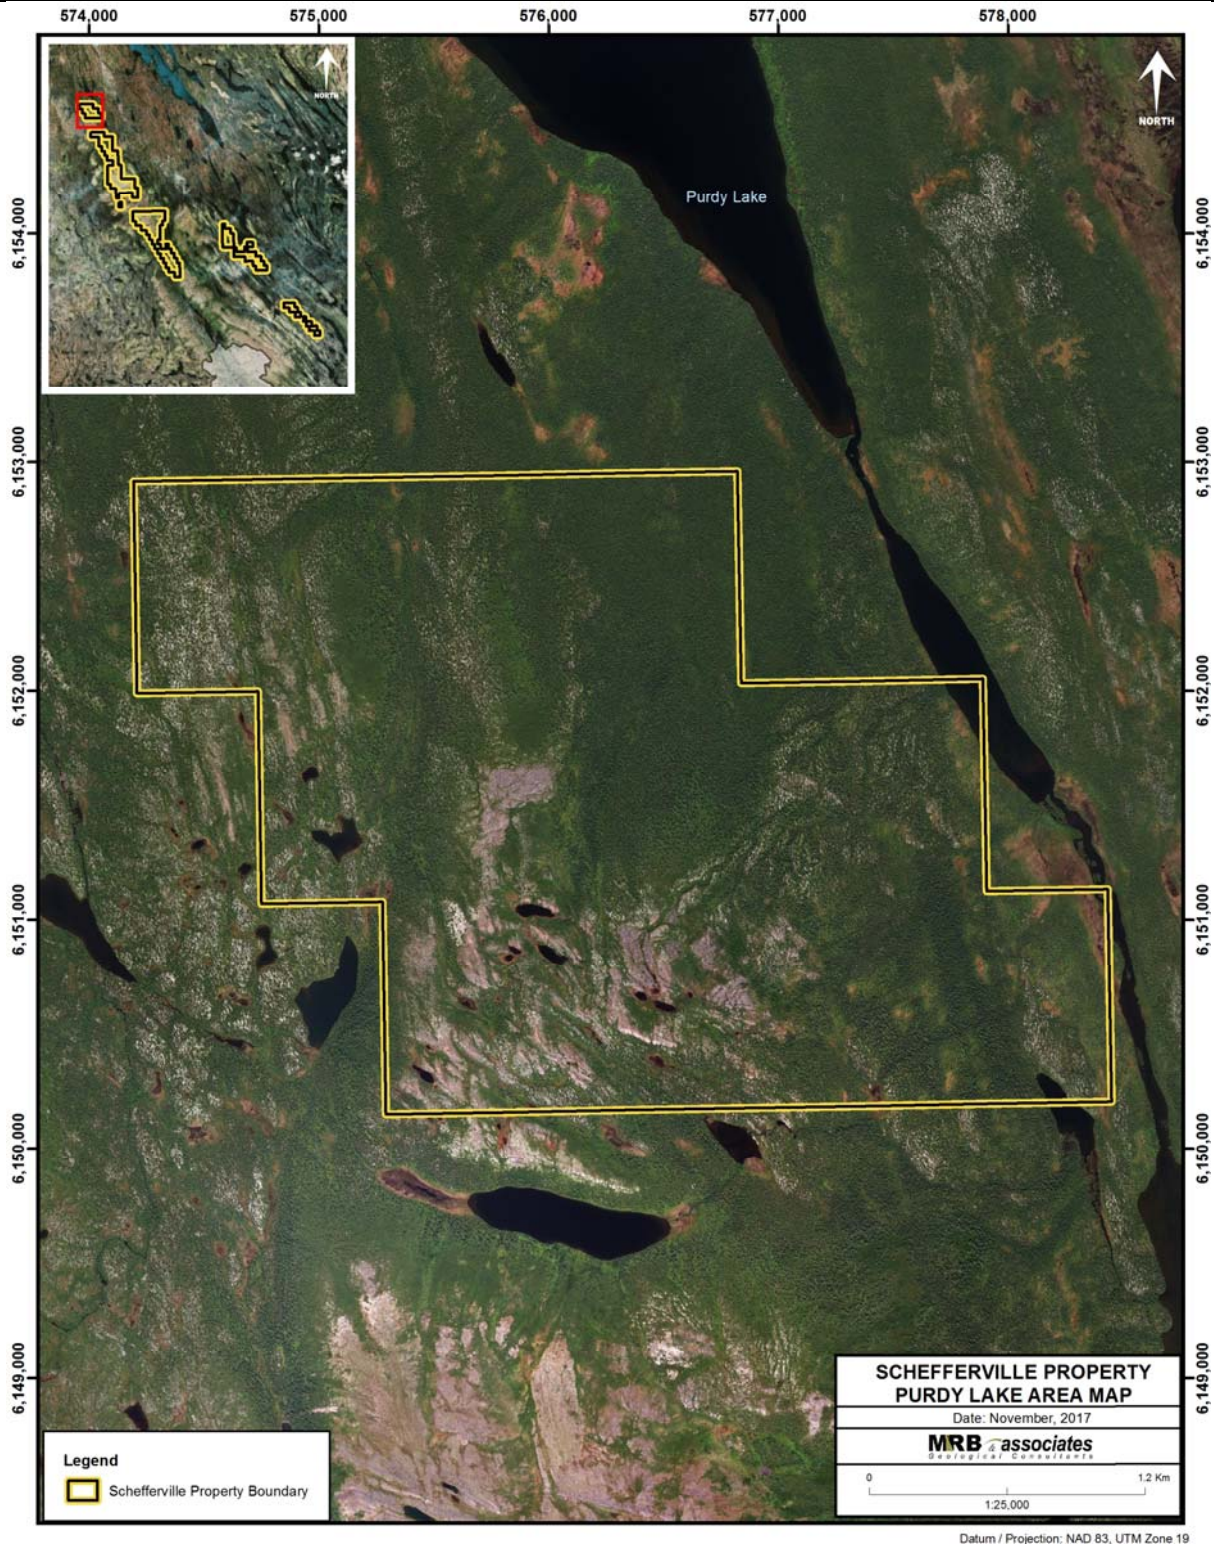 574,000 575,000 576,000 577,000 578,000
NORTH
NORTH
Purdy Lake
6,154,000 6,154,000
6,153,000 6,153,000
6,152,000 6,152,000
6,151,000 6,151,000
6,150,000 6,150,000
6,149,000 6,149,000
SCHEFFERVILLE PROPERTY
PURDY LAKE AREA MAP
Date: November, 2017
MRB & associates
Geological Consultants
0 1.2 Km
1:25,000
Legend
Schefferville Property Boundary
Datum / Projection: NAD 83, UTM Zone 19